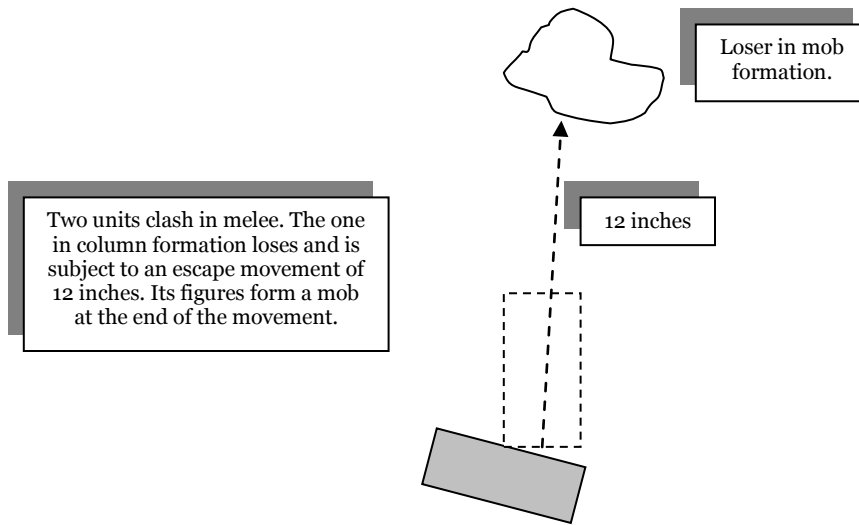 Loser in mob
formation.
12 inches
Two units clash in melee. The one
in column formation loses and is
subject to an escape movement of
12 inches. Its figures form a mob
at the end of the movement.